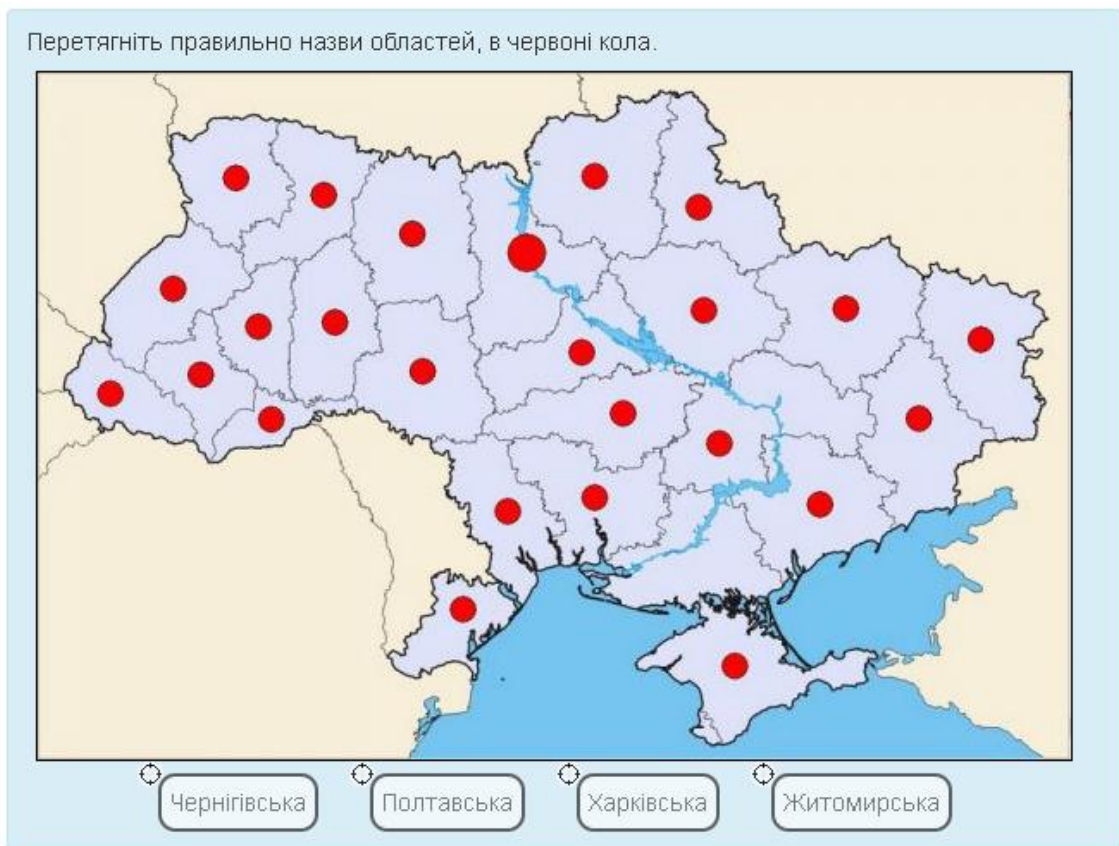 Перетягніть правильно назви областей, в червоні кола.
Чернігівська
Полтавська
Харківська
Житомирська